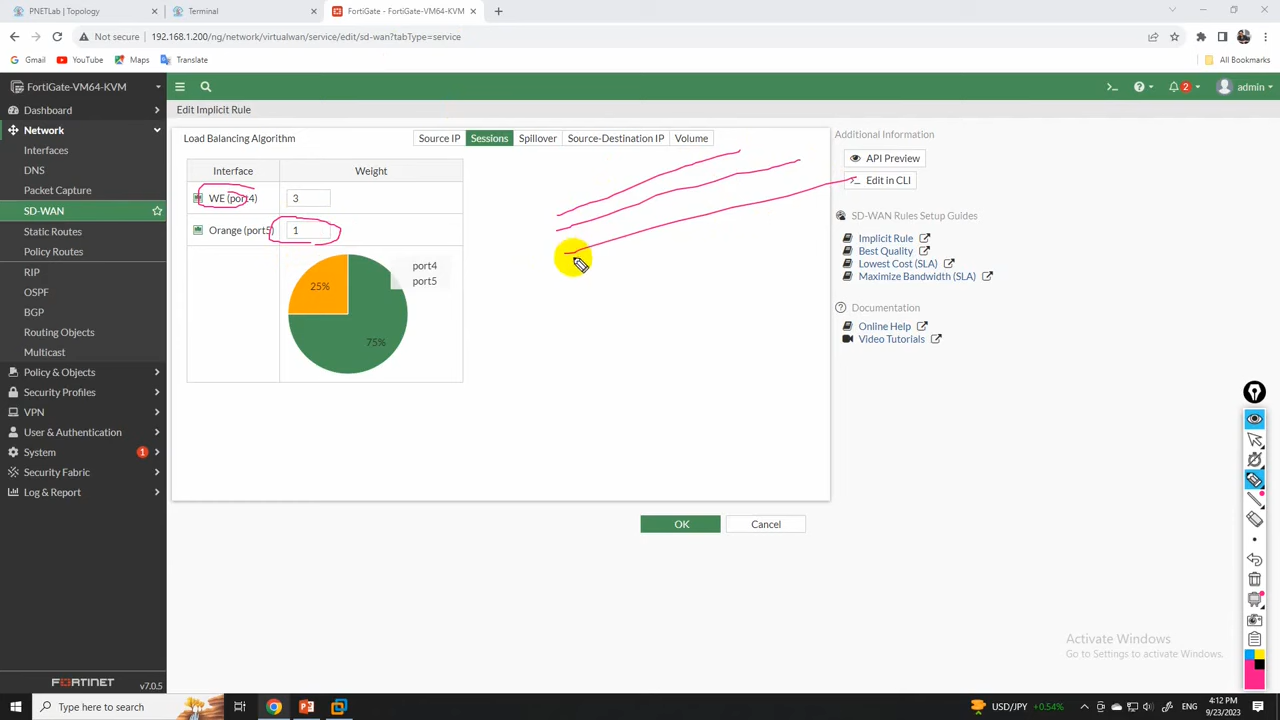 PNETLab | Topology
Terminal
FortiGate - FortiGate-VM64-KVM
Not secure
192.168.1.200/ng/network/virtualwan/service/edit/sd-wan?tabType=service
Gmail
YouTube
Maps
Translate
All Bookmarks
FortiGate-VM64-KVM
2
admin
Dashboard
Network
Interfaces
DNS
Packet Capture
SD-WAN
Static Routes
Policy Routes
RIP
OSPF
BGP
Routing Objects
Multicast
Policy & Objects
Security Profiles
VPN
User & Authentication
System
1
Security Fabric
Log & Report
FORTINET
v7.0.5
Edit Implicit Rule
Load Balancing Algorithm
Source IP
Sessions
Spillover
Source-Destination IP
Volume
Interface
Weight
WE (port4)
3
Orange (port5
1
25%
75%
port4
port5
OK
Cancel
Additional Information
API Preview
Edit in CLI
SD-WAN Rules Setup Guides
Implicit Rule
Best Quality
Lowest Cost (SLA)
Maximize Bandwidth (SLA)
Documentation
Online Help
Video Tutorials
Activate Windows
Go to Settings to activate Windows.
Type here to search
USD/JPY +0.54%
ENG
4:12 PM
9/23/2023